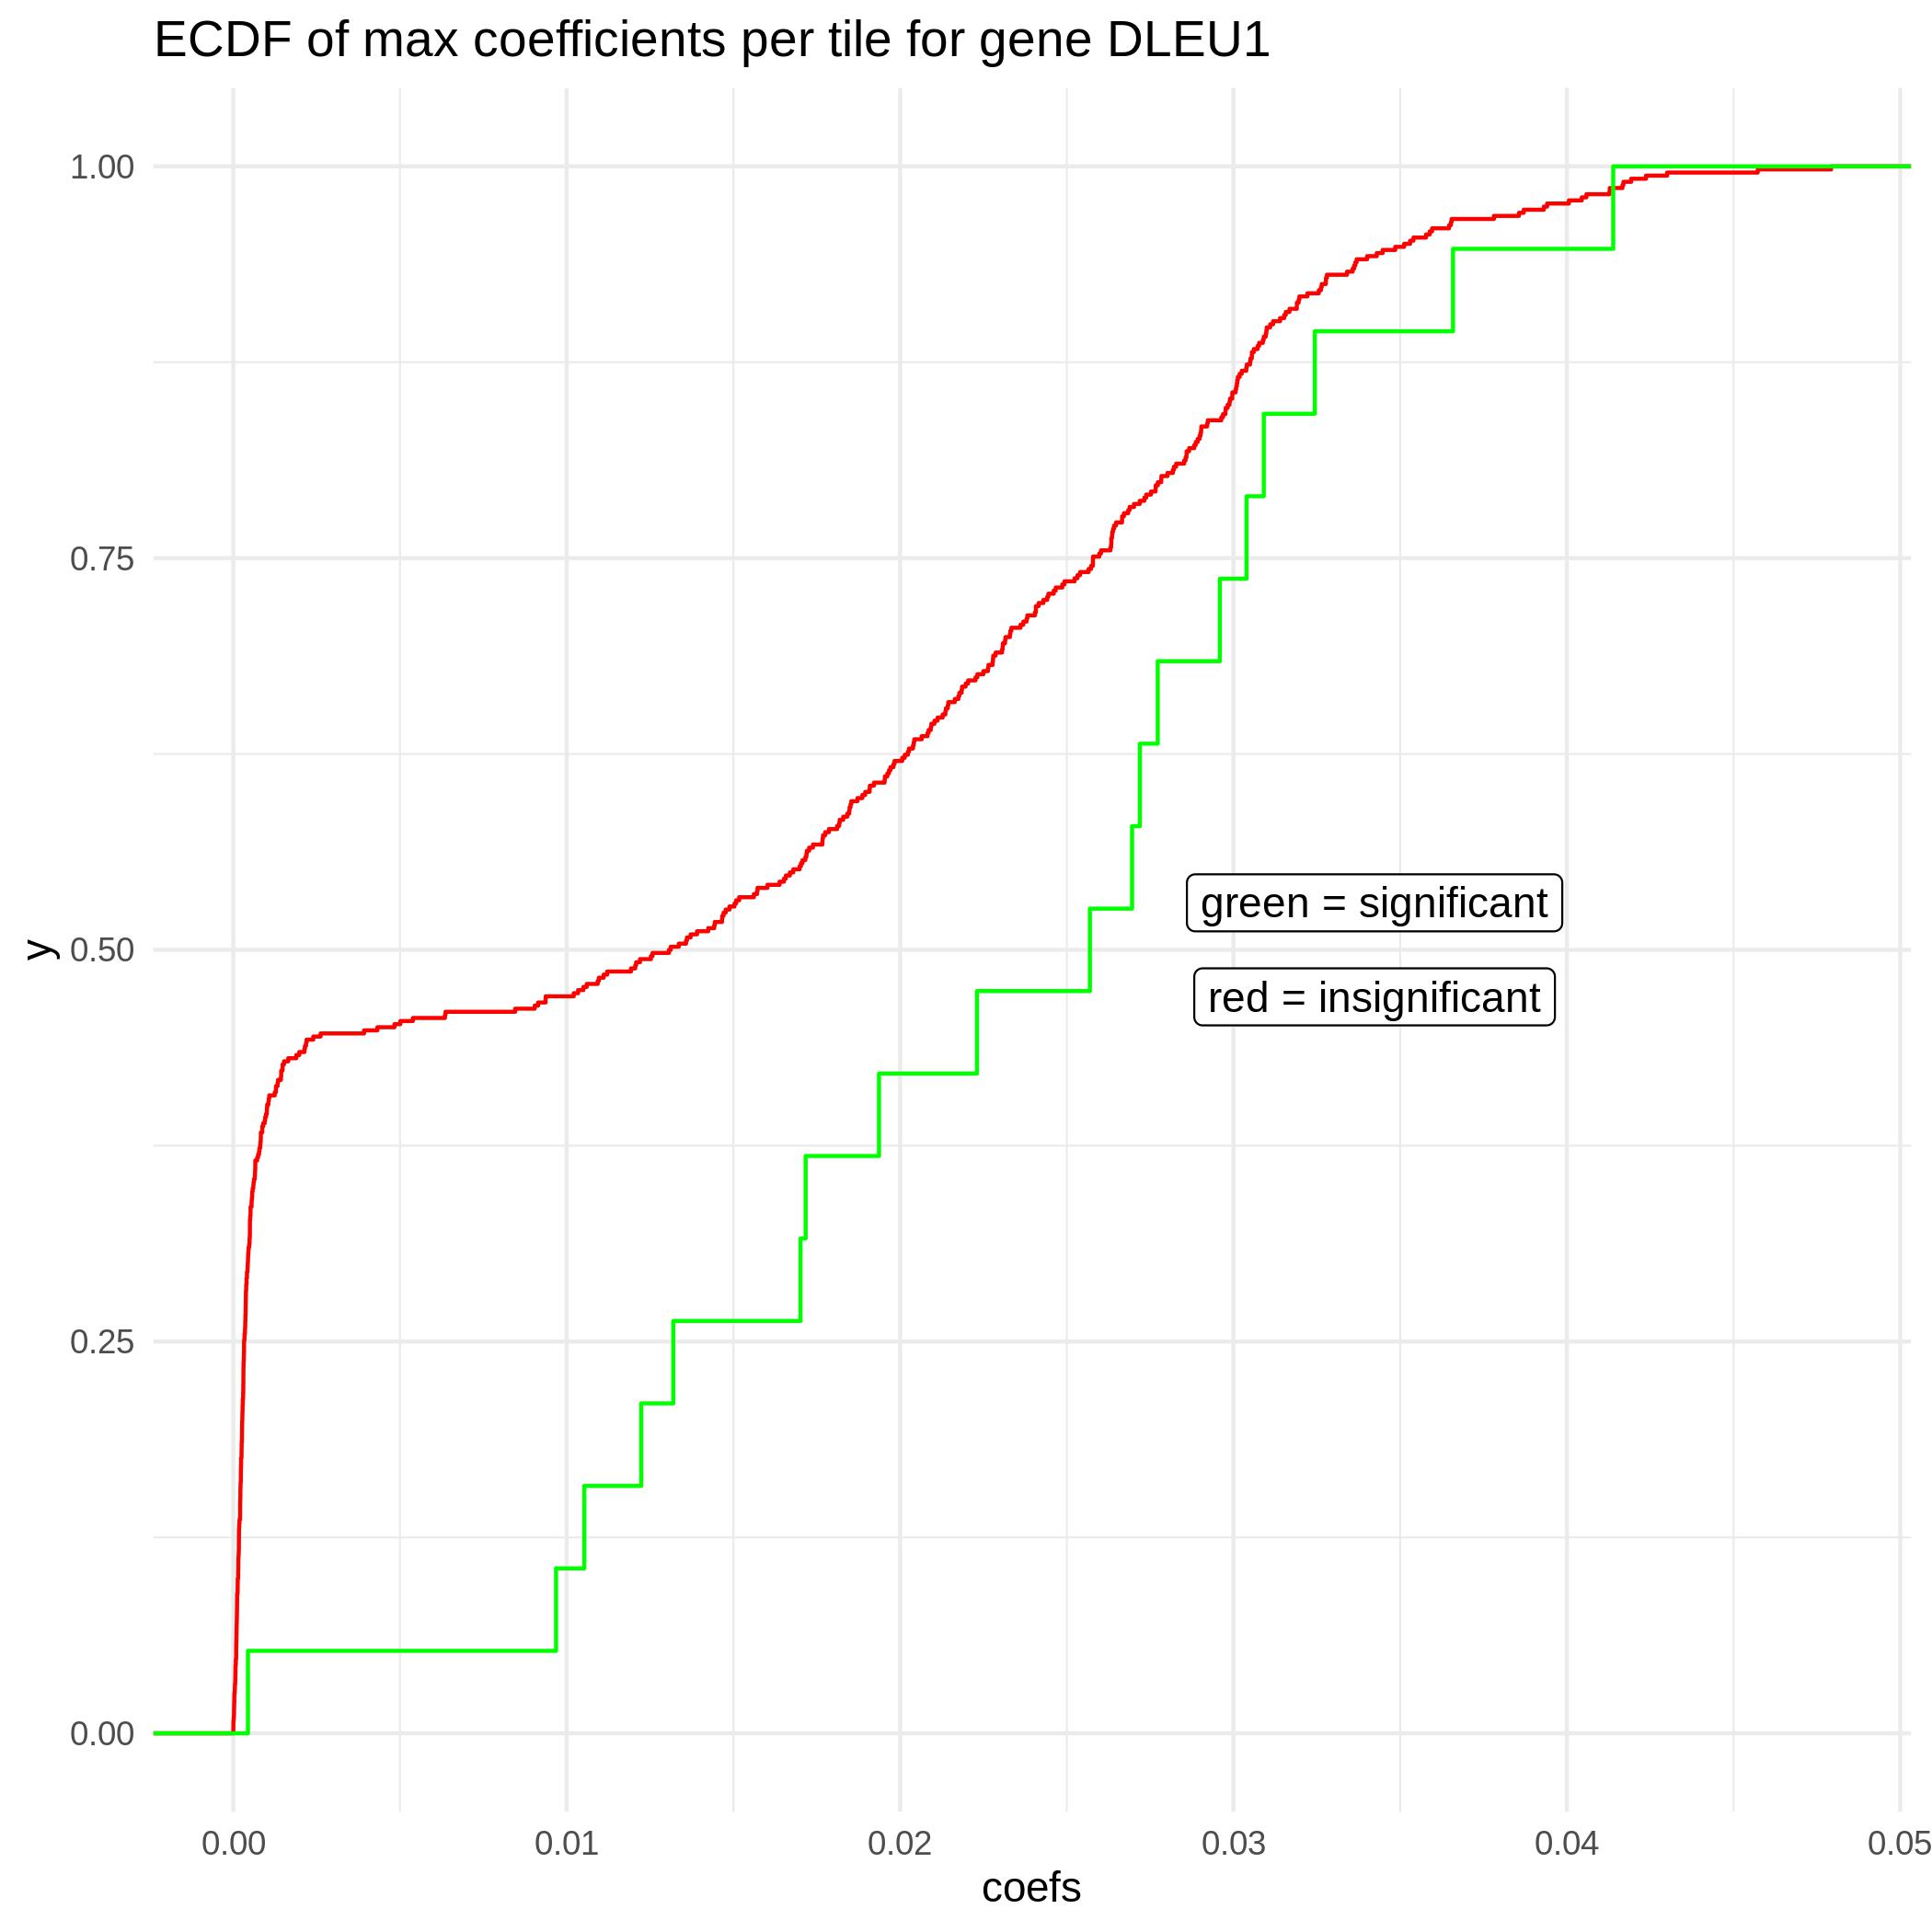 ECDF of max coefficients per tile for gene DLEU1
y
1.00
0.75
0.50
0.25
0.00
green = significant
red = insignificant
0.00 0.01 0.02 0.03 0.04 0.05
coefs